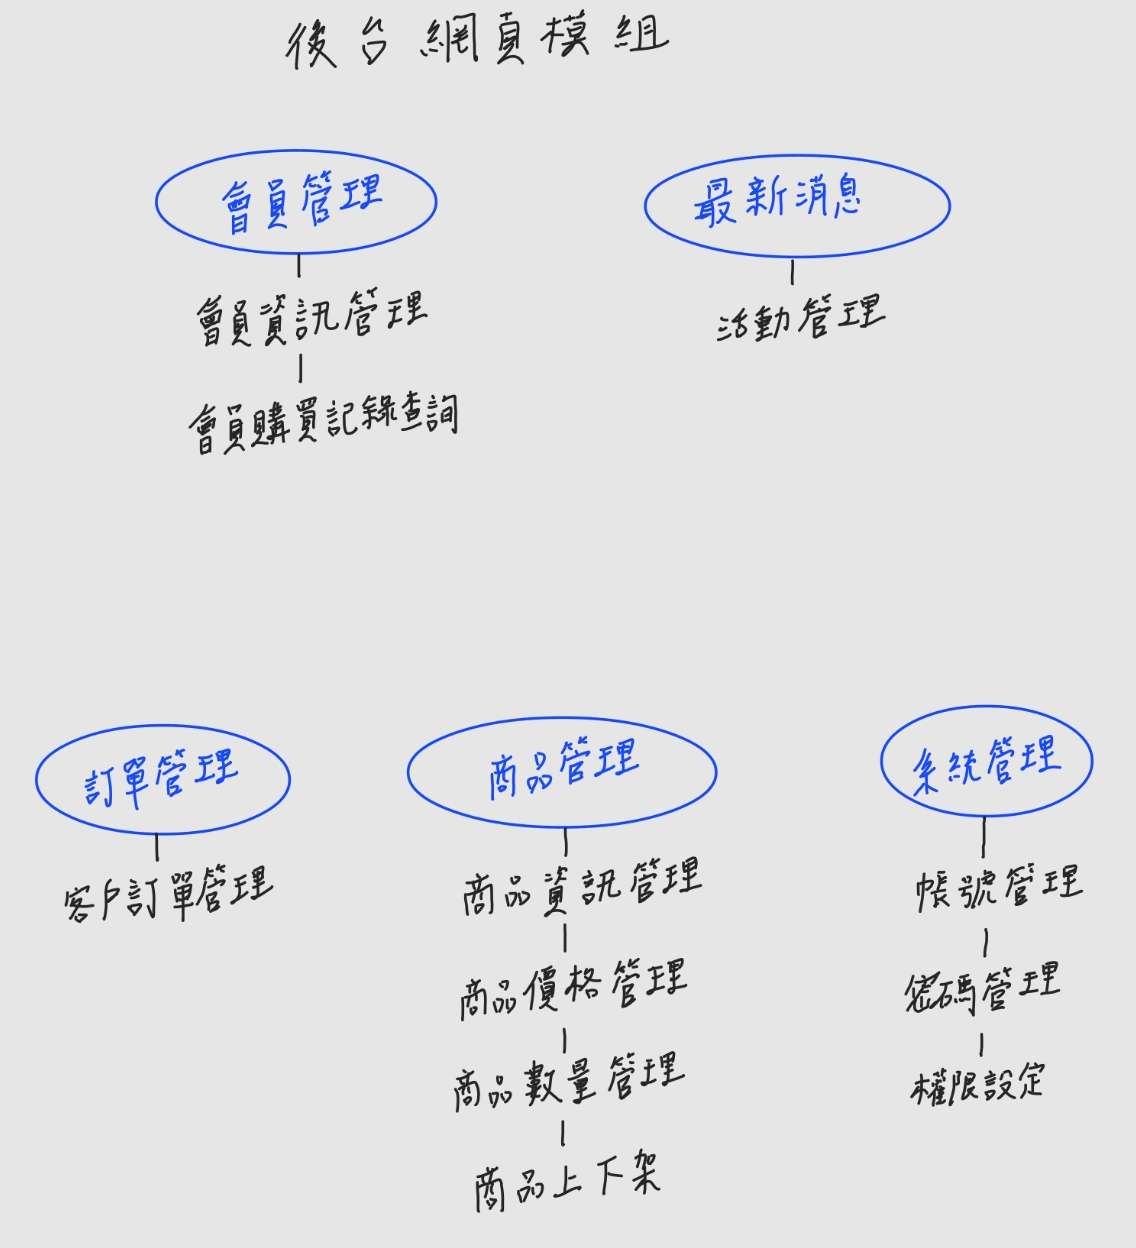 後台網頁模組
會員管理
會員資訊管理
會員購買記錄查詢
最新消息
活動管理
訂單管理
客戶訂單管理
商品管理
商品資訊管理
商品價格管理
商品數量管理
商品上下架
系統管理
帳號管理
密碼管理
權限設定